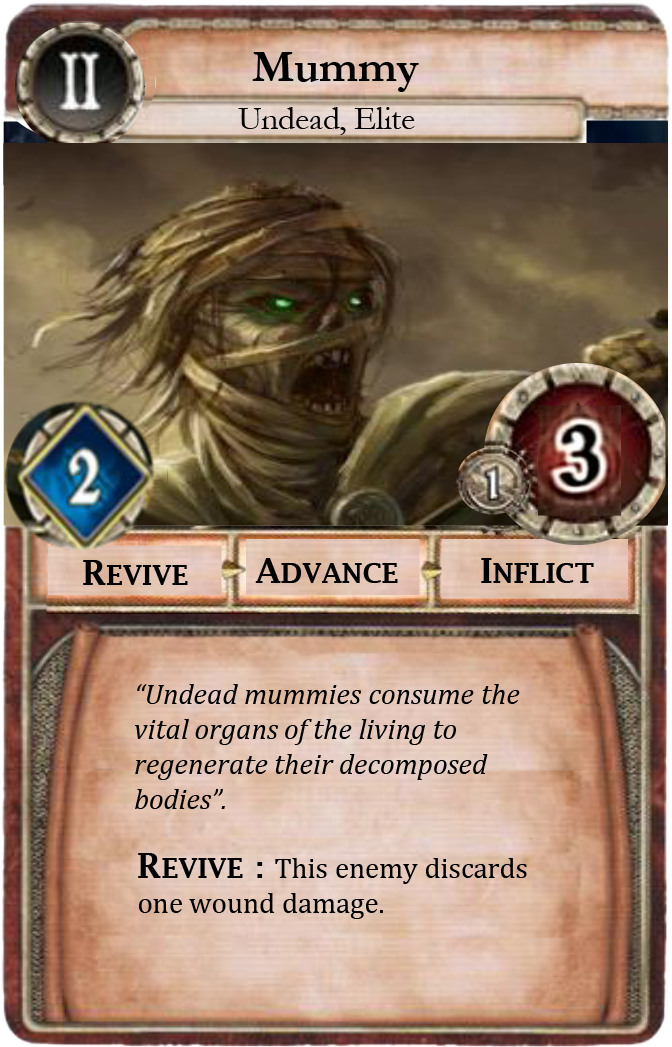 II
Mummy
Undead, Elite
2
1
3
REVIVE ADVANCE INFLICT
“Undead mummies consume the
vital organs of the living to
regenerate their decomposed
bodies”.
REVIVE : This enemy discards
one wound damage.